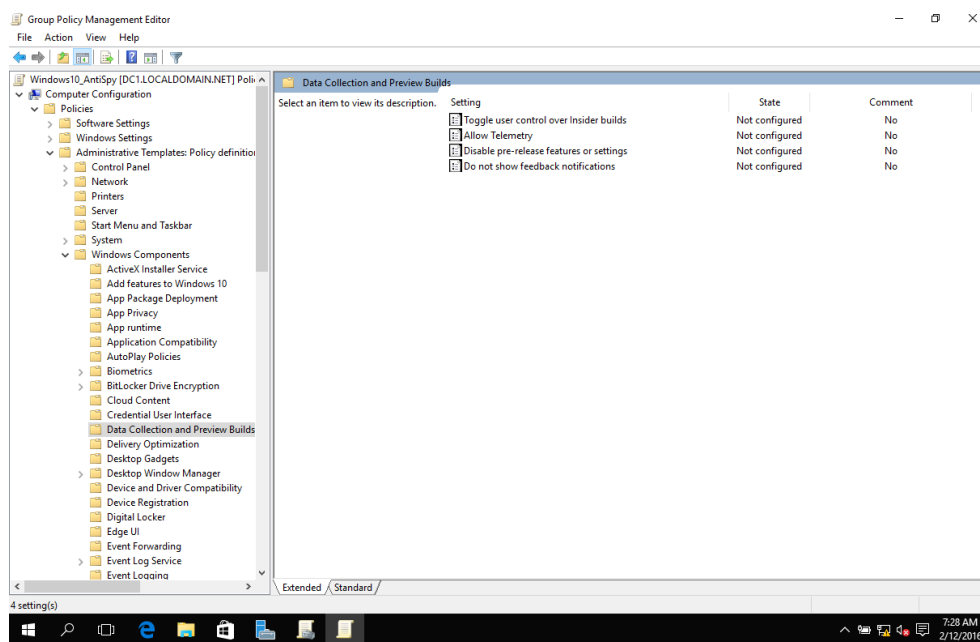 Group Policy Management Editor
File Action View Help
Windows10_AntiSpy [DC1.LOCALDOMAIN.NET]
Computer Configuration
Policies
Software Settings
Windows Settings
Administrative Templates: Policy
Control Panel
Network
Printers
Server
Start Menu and Taskbar
System
Windows Components
ActiveX Installer Service
Add features to Windows 10
App Package Deployment
App Privacy
App runtime
Application Compatibility
AutoPlay Policies
Biometrics
BitLocker Drive Encryption
Cloud Content
Credential User Interface
Data Collection and Preview Builds
Delivery Optimization
Desktop Gadgets
Desktop Window Manager
Device and Driver Compatibility
Device Registration
Digital Locker
Edge UI
Event Forwarding
Event Log Service
Event Logging
Data Collection and Preview Builds
Select an item to view its description.
Setting State Comment
Toggle user control over Insider builds Not configured No
Allow Telemetry Not configured No
Disable pre-release features or settings Not configured No
Do not show feedback notifications Not configured No
Extended Standard
4 setting(s)
7:28 AM